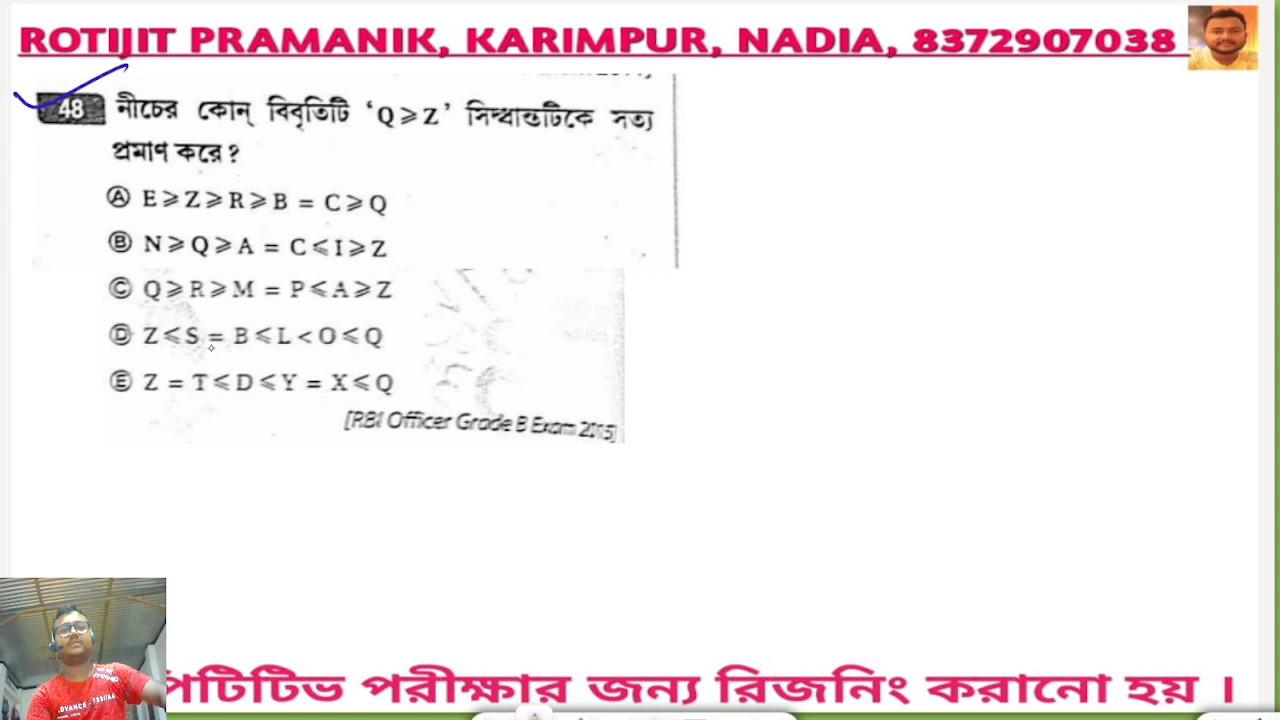 ROTIJIT PRAMANIK, KARIMPUR, NADIA, 8372907038
48 নীচের কোন্ বিবৃতিটি ‘Q⩾Z’ সিদ্ধান্তটিকে সত্য
প্রমাণ করে?
Ⓐ E⩾Z⩾R⩾B = C⩾Q
Ⓑ N⩾Q⩾A = C⩽I⩾Z
Ⓒ Q⩾R⩾M = P⩽A⩾Z
Ⓓ Z⩽S = B⩽L<O⩽Q
Ⓔ Z = T⩽D⩽Y = X⩽Q
[RBI Officer Grade B Exam 2015]
ADVANCE
পরীক্ষার জন্য রিজনিং করানো হয় ।